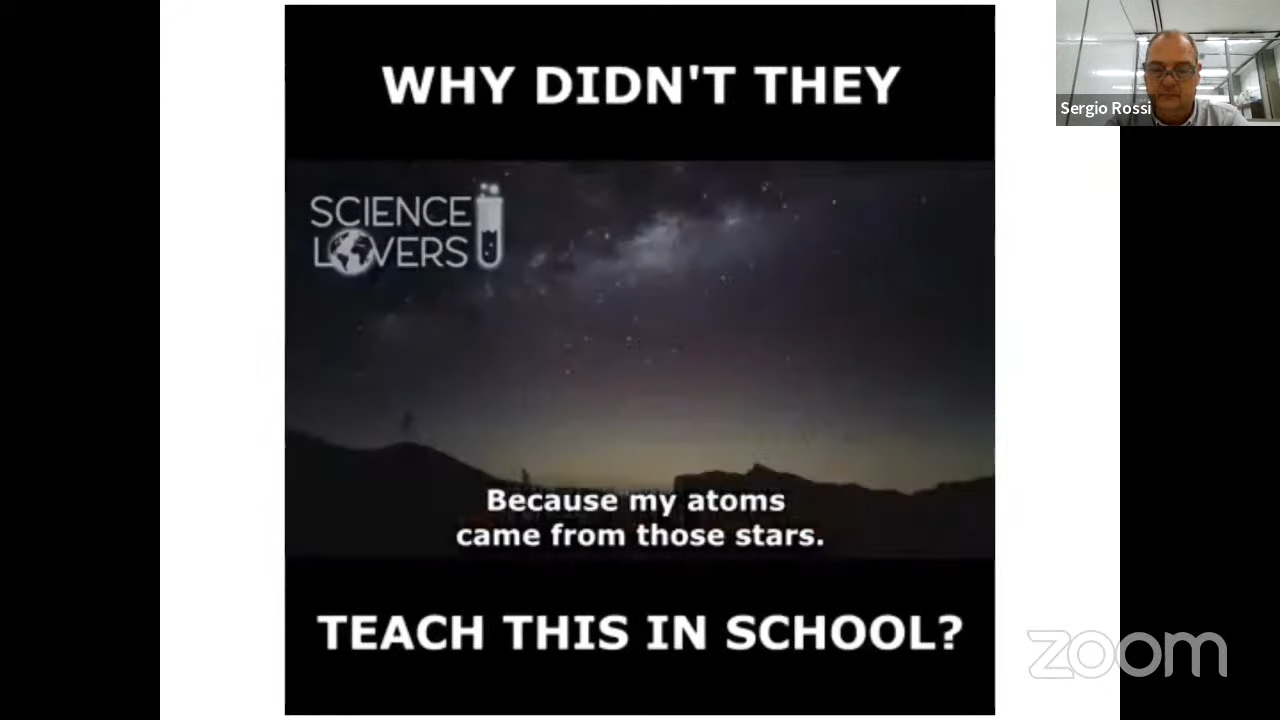 WHY DIDN'T THEY
Sergio Rossi
SCIENCE
LOVERS
Because my atoms
came from those stars.
TEACH THIS IN SCHOOL?
zoom